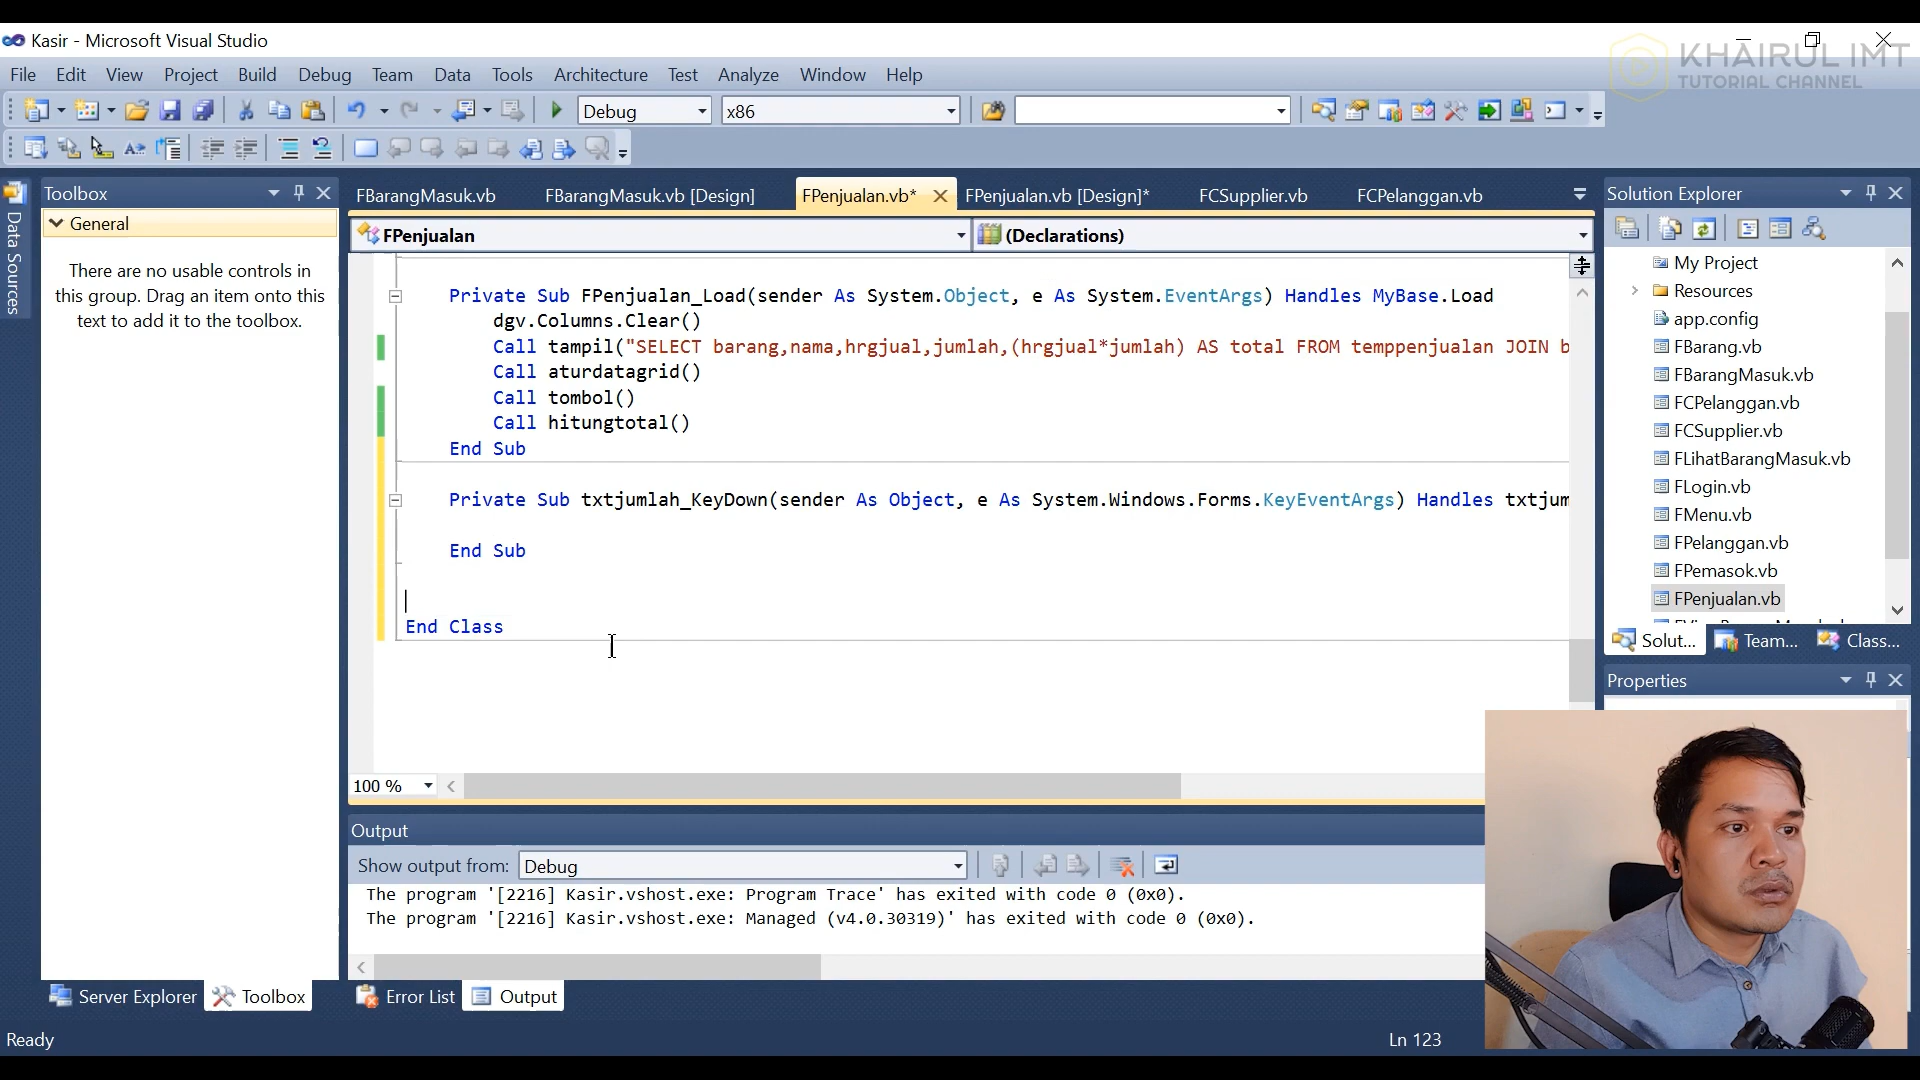 Kasir - Microsoft Visual Studio
KHAIRUL IMT
TUTORIAL CHANNEL
File Edit View Project Build Debug Team Data Tools Architecture Test Analyze Window Help
Debug x86
Data Sources
Toolbox
General
There are no usable controls in
this group. Drag an item onto this
text to add it to the toolbox.
Server Explorer Toolbox
FBarangMasuk.vb FBarangMasuk.vb [Design] FPenjualan.vb* FPenjualan.vb [Design]* FCSupplier.vb FCPelanggan.vb
FPenjualan (Declarations)
Private Sub FPenjualan_Load(sender As System.Object, e As System.EventArgs) Handles MyBase.Load
dgv.Columns.Clear()
Call tampil("SELECT barang,nama,hrgjual,jumlah,(hrgjual*jumlah) AS total FROM temppenjualan JOIN b
Call aturdatagrid()
Call tombol()
Call hitungtotal()
End Sub
Private Sub txtjumlah_KeyDown(sender As Object, e As System.Windows.Forms.KeyEventArgs) Handles txtjum
End Sub
End Class
100 %
Output
Show output from: Debug
The program '[2216] Kasir.vshost.exe: Program Trace' has exited with code 0 (0x0).
The program '[2216] Kasir.vshost.exe: Managed (v4.0.30319)' has exited with code 0 (0x0).
Error List Output
Solution Explorer
My Project
Resources
app.config
FBarang.vb
FBarangMasuk.vb
FCPelanggan.vb
FCSupplier.vb
FLihatBarangMasuk.vb
FLogin.vb
FMenu.vb
FPelanggan.vb
FPemasok.vb
FPenjualan.vb
Solut... Team... Class...
Properties
Ready
Ln 123